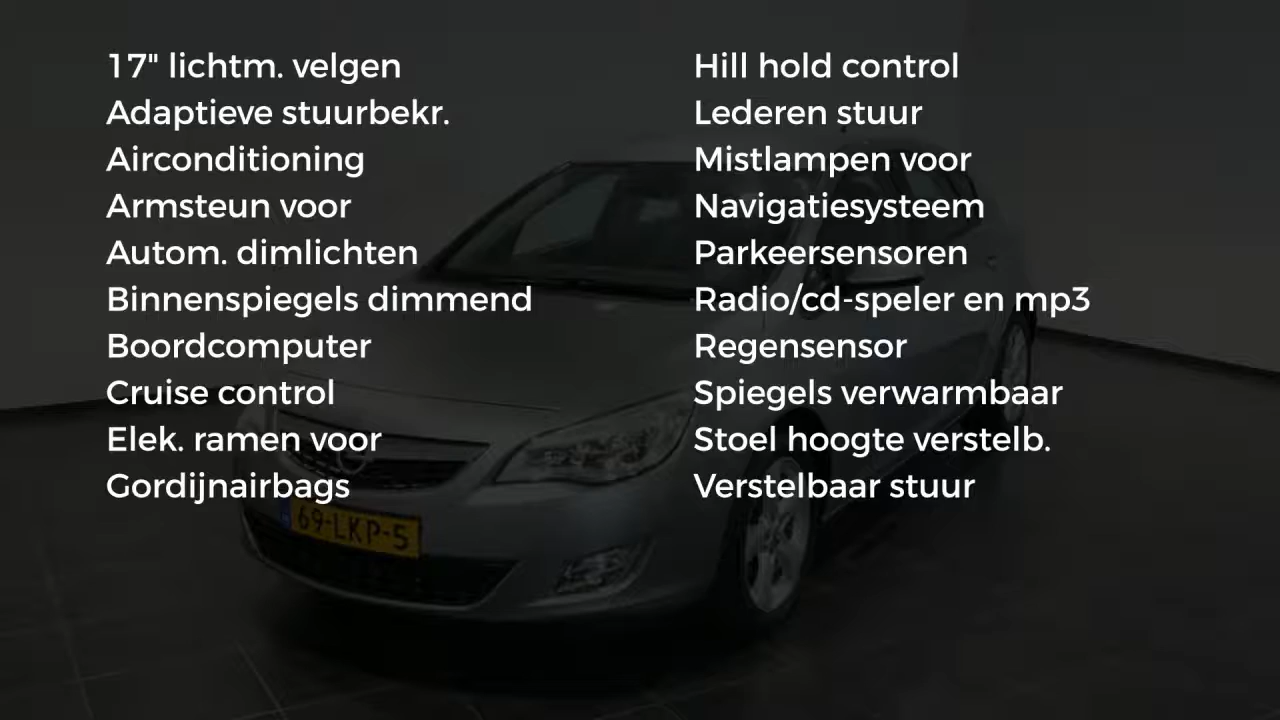 17" lichtm. velgen
Adaptieve stuurbekr.
Airconditioning
Armsteun voor
Autom. dimlichten
Binnenspiegels dimmend
Boordcomputer
Cruise control
Elek. ramen voor
Gordijnairbags
Hill hold control
Lederen stuur
Mistlampen voor
Navigatiesysteem
Parkeersensoren
Radio/cd-speler en mp3
Regensensor
Spiegels verwarmbaar
Stoel hoogte verstelb.
Verstelbaar stuur
69-LKP-5